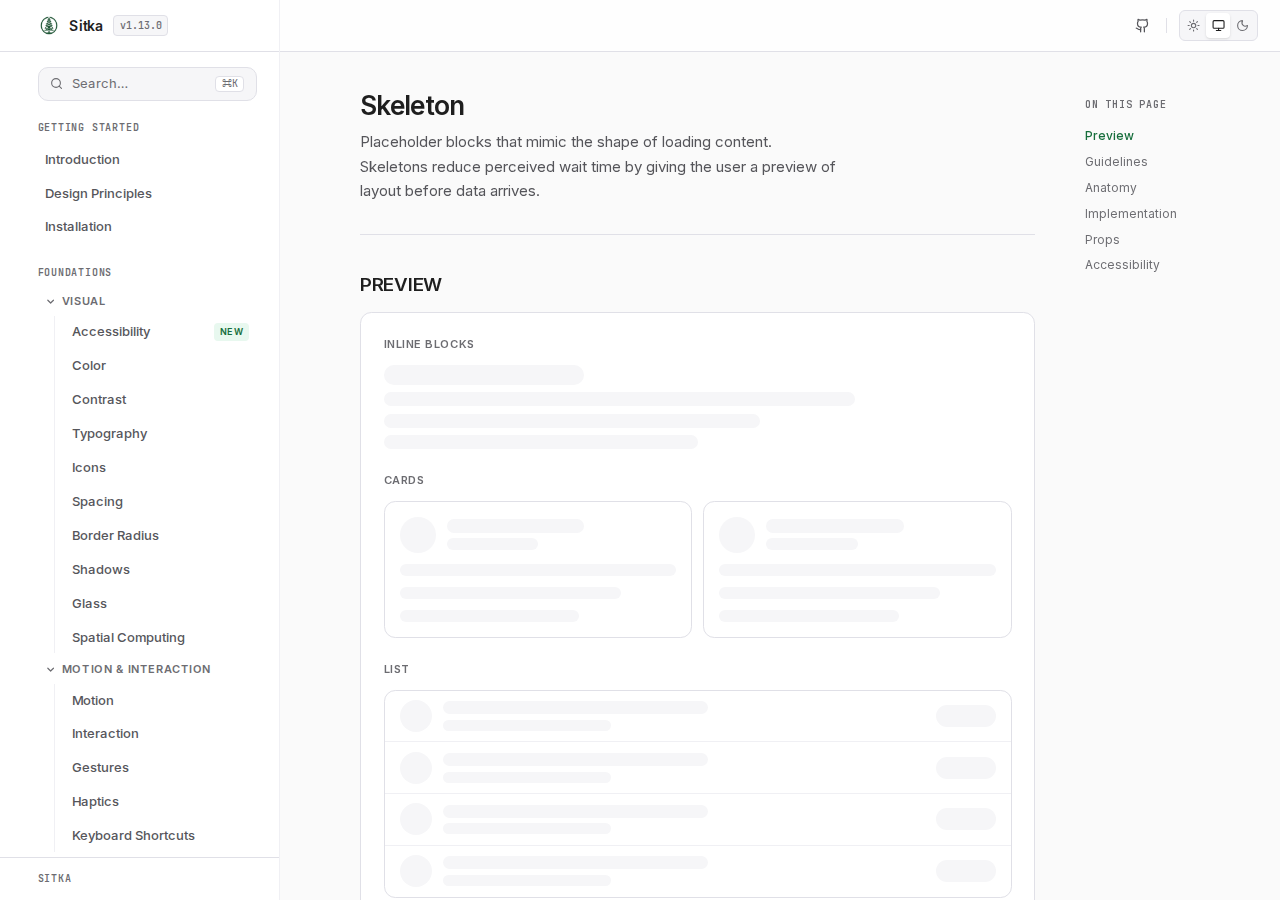 Sitka v1.13.0
Search... ⌘K
GETTING STARTED
Introduction
Design Principles
Installation
FOUNDATIONS
VISUAL
Accessibility NEW
Color
Contrast
Typography
Icons
Spacing
Border Radius
Shadows
Glass
Spatial Computing
MOTION & INTERACTION
Motion
Interaction
Gestures
Haptics
Keyboard Shortcuts
SITKA
Skeleton
Placeholder blocks that mimic the shape of loading content.
Skeletons reduce perceived wait time by giving the user a preview of
layout before data arrives.
PREVIEW
INLINE BLOCKS
CARDS
LIST
ON THIS PAGE
Preview
Guidelines
Anatomy
Implementation
Props
Accessibility